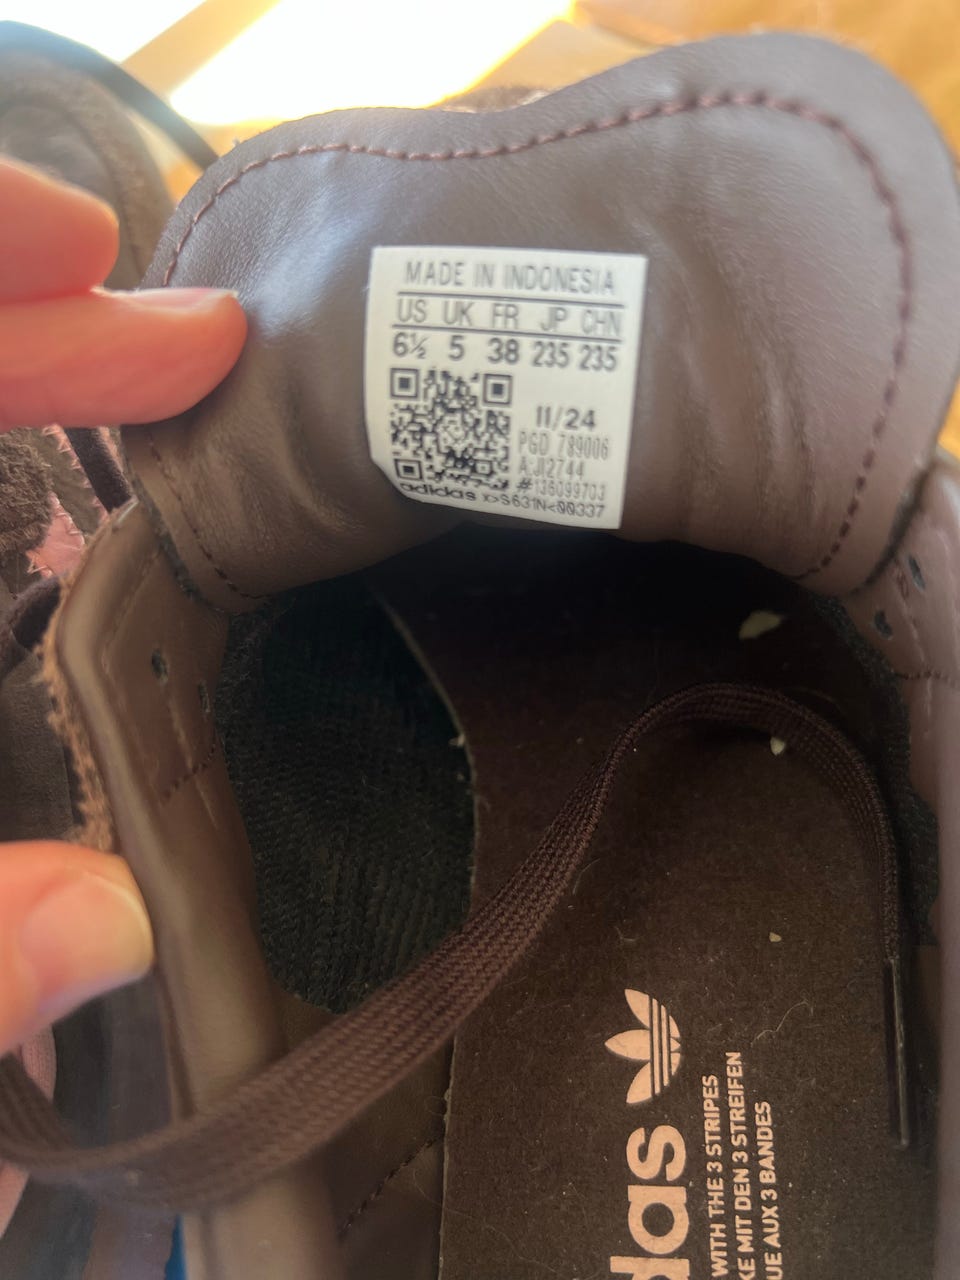 MADE IN INDONESIA
US UK FR JP CHN
6½ 5 38 235 235
11/24
PGD 789006
A:JI2744
#136099703
adidas x>S631N<00337
das
WITH THE 3 STRIPES
KE MIT DEN 3 STREIFEN
UE AUX 3 BANDES